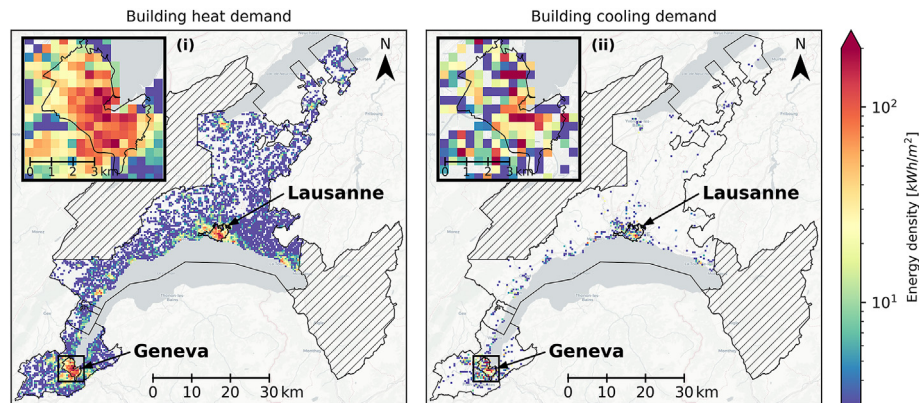 Building heat demand
Building cooling demand
(i)
N
0 1 2 3 km
Lausanne
Geneva
0 10 20 30 km
(ii)
N
0 1 2 3 km
Lausanne
Geneva
0 10 20 30 km
10²
10¹
Energy density [kWh/m²]